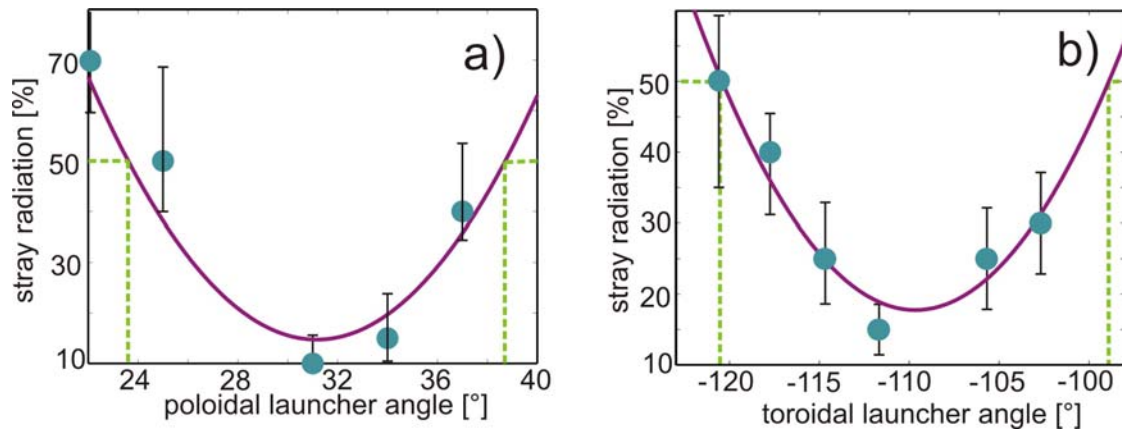 a)
70
50
30
10
stray radiation [%]
24 28 32 36 40
poloidal launcher angle [°]
b)
50
40
30
20
10
stray radiation [%]
-120 -115 -110 -105 -100
toroidal launcher angle [°]